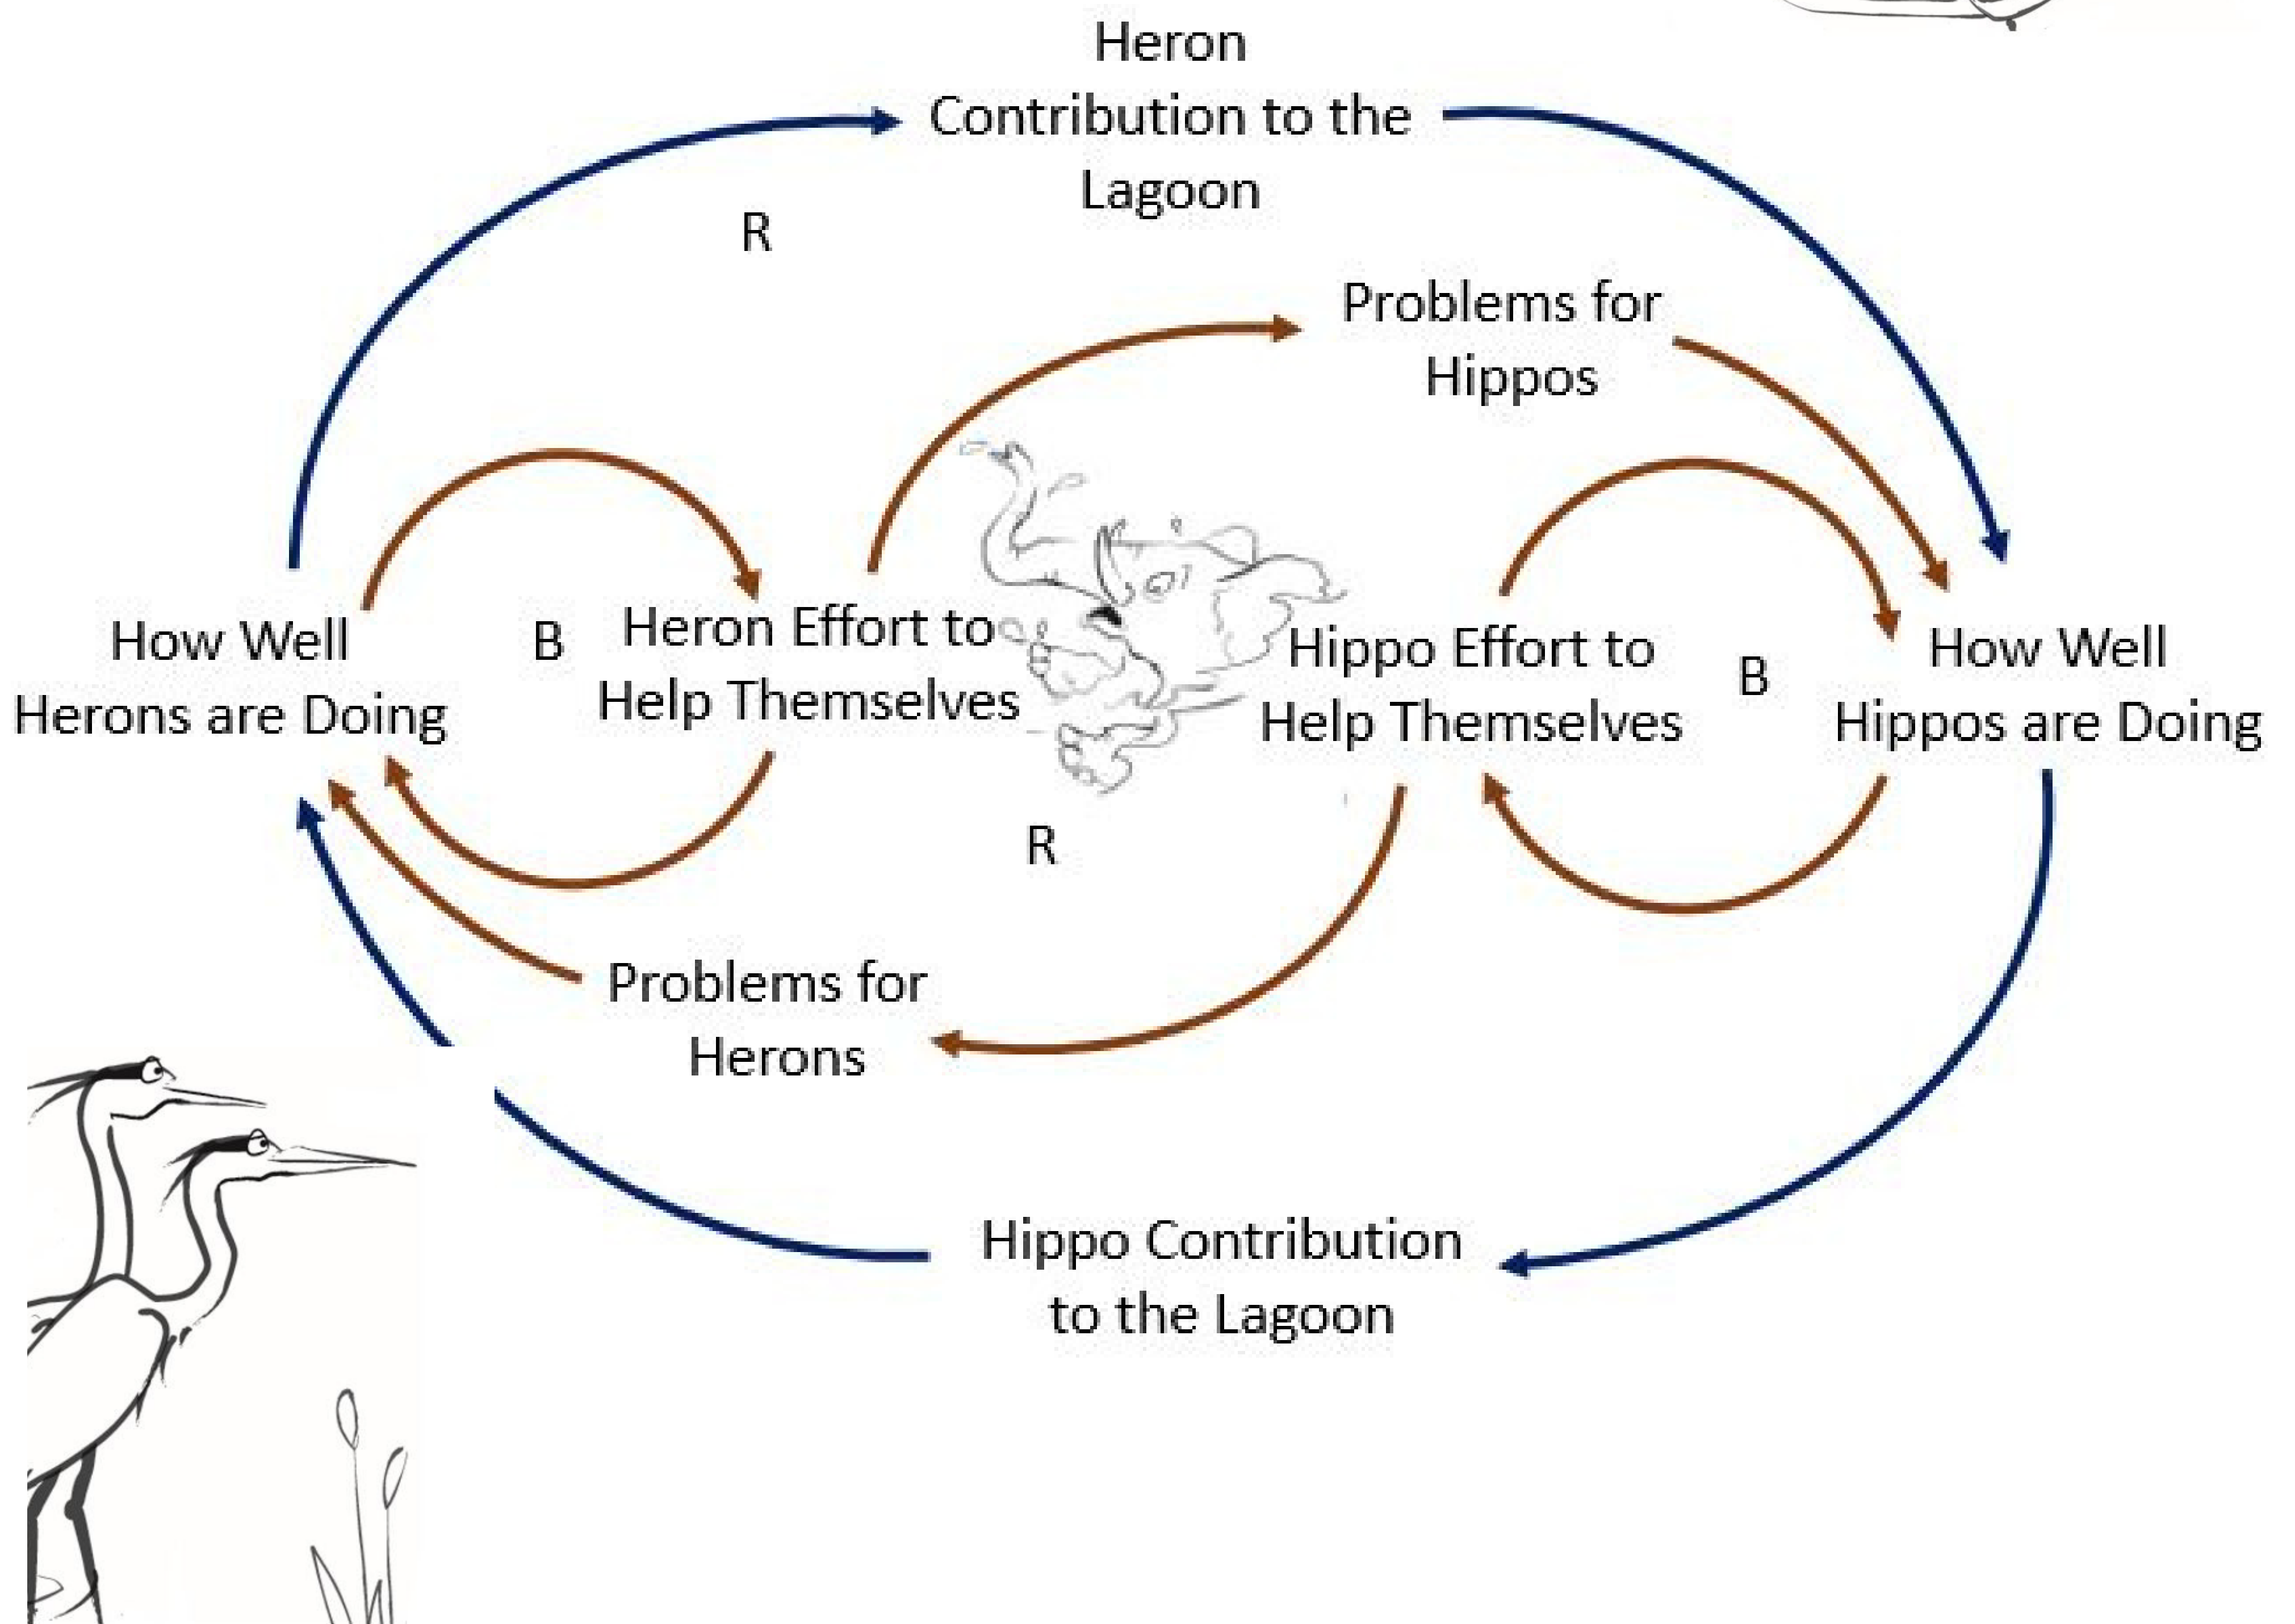 Heron
Contribution to the
Lagoon
R
Problems for
Hippos
How Well
Herons are Doing
B
Heron Effort to
Help Themselves
Hippo Effort to
Help Themselves
B
How Well
Hippos are Doing
R
Problems for
Herons
Hippo Contribution
to the Lagoon